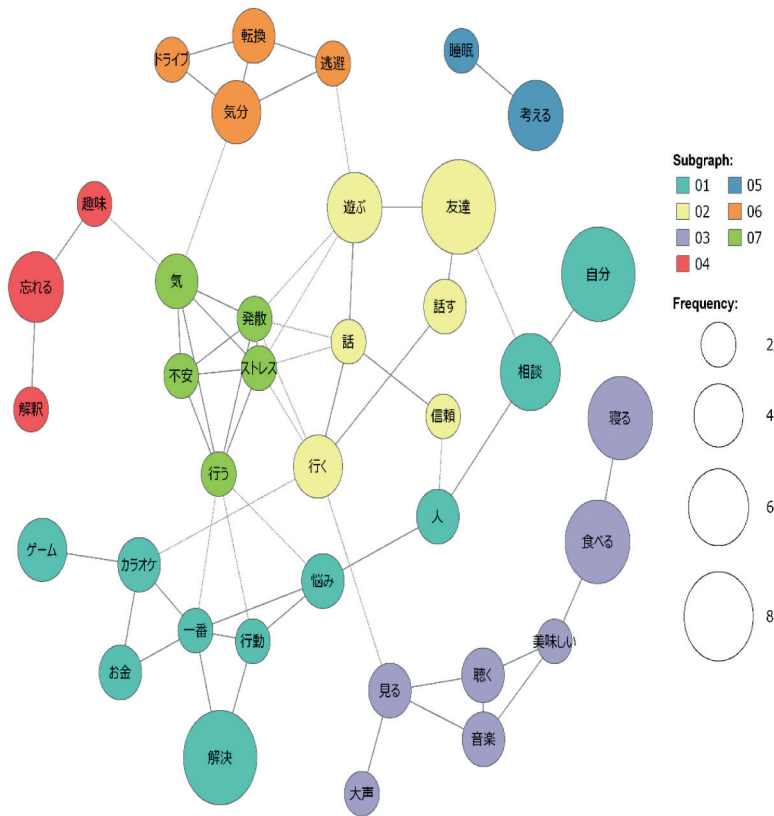 転換
ドライブ
逃避
気分
睡眠
考える
趣味
遊ぶ
友達
忘れる
気
発散
話す
自分
話
ストレス
不安
相談
解釈
信頼
寝る
行う
行く
人
ゲーム
カラオケ
食べる
悩み
一番
行動
美味しい
お金
見る
聴く
音楽
解決
大声
Subgraph:
01 05
02 06
03 07
04
Frequency:
2
4
6
8